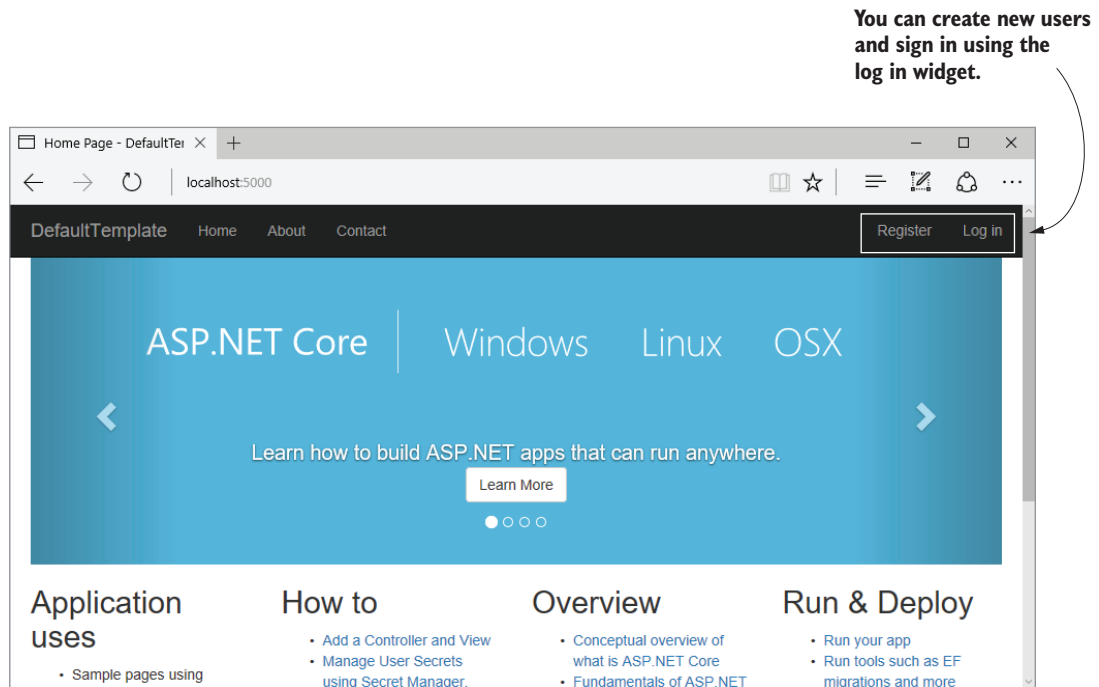 You can create new users
and sign in using the
log in widget.
Home Page - DefaultTer
localhost:5000
DefaultTemplate Home About Contact Register Log in
ASP.NET Core Windows Linux OSX
Learn how to build ASP.NET apps that can run anywhere.
Learn More
Application
uses
• Sample pages using
How to
• Add a Controller and View
• Manage User Secrets
using Secret Manager.
Overview
• Conceptual overview of
what is ASP.NET Core
• Fundamentals of ASP.NET
Run & Deploy
• Run your app
• Run tools such as EF
migrations and more